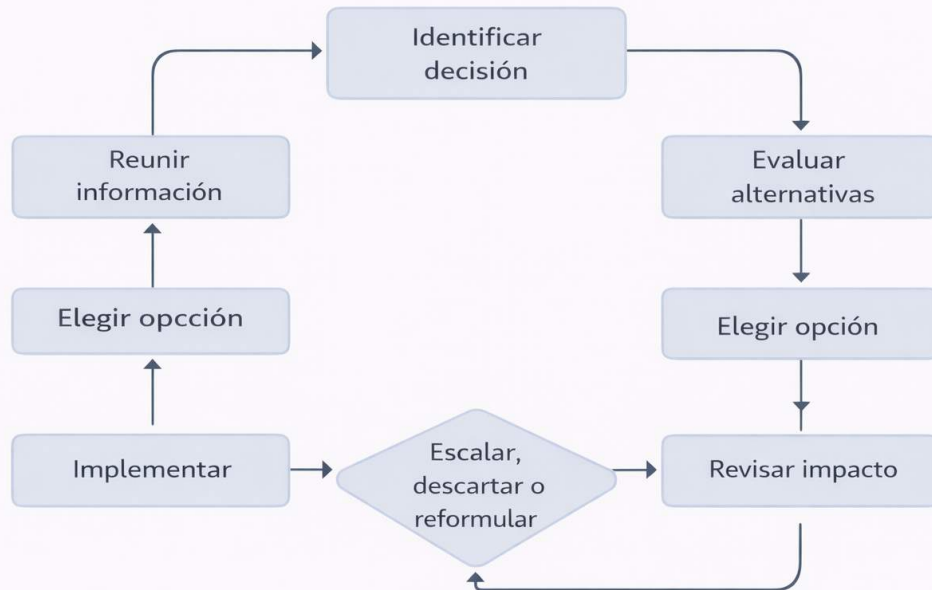 Identificar
decisión
Reunir
información
Evaluar
alternativas
Elegir opcción
Elegir opción
Implementar
Escalar,
descartar o
reformular
Revisar impacto